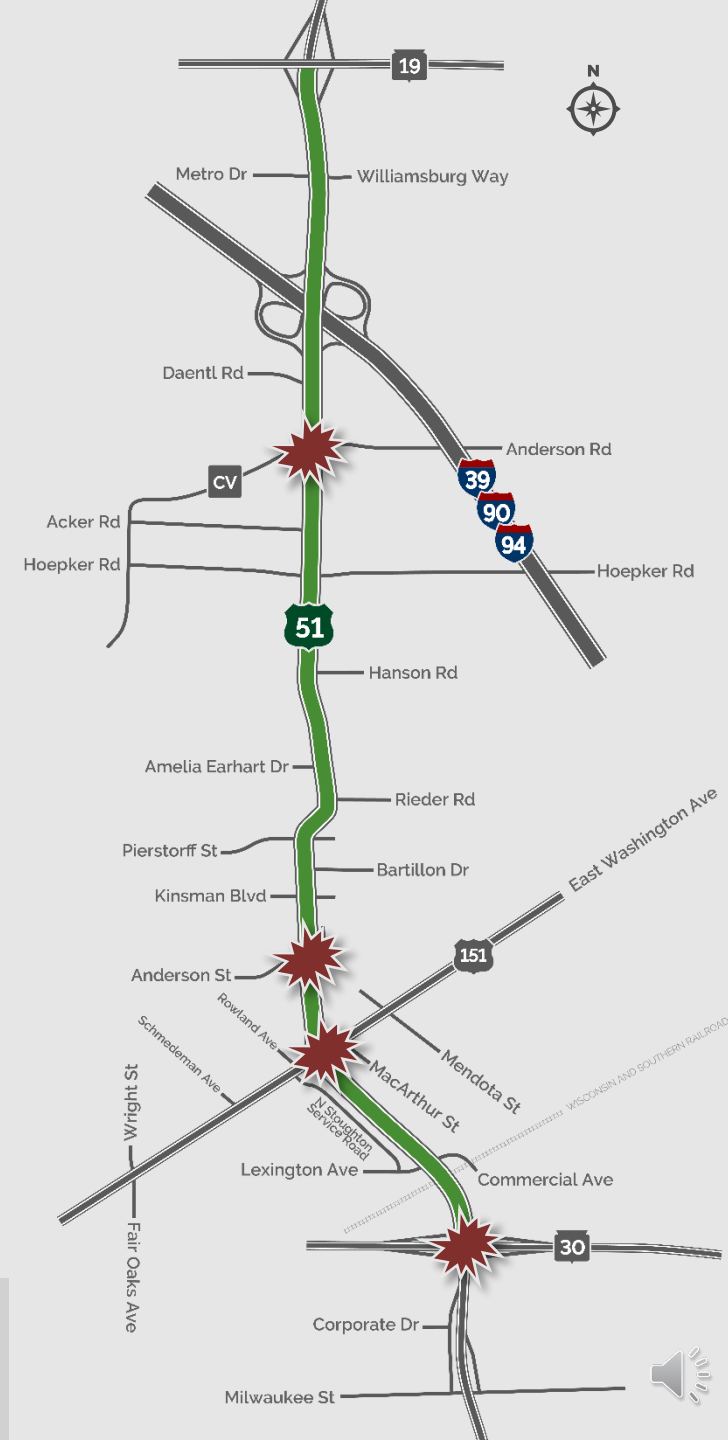 N
19
Metro Dr
Williamsburg Way
Daentl Rd
Anderson Rd
39
CV
90
Acker Rd
94
Hoepker Rd
Hoepker Rd
51
Hanson Rd
Amelia Earhart Dr
Rieder Rd
East Washington Ave
Pierstorff St
Bartillon Dr
Kinsman Blvd
151
Anderson St
Rowland Ave
Schmedeman Ave
Mendota St
WISCONSIN AND SOUTHERN RAILROAD
MacArthur St
Wright St
N Stoughton
Service Road
Lexington Ave
Commercial Ave
Fair Oaks Ave
30
Corporate Dr
Milwaukee St